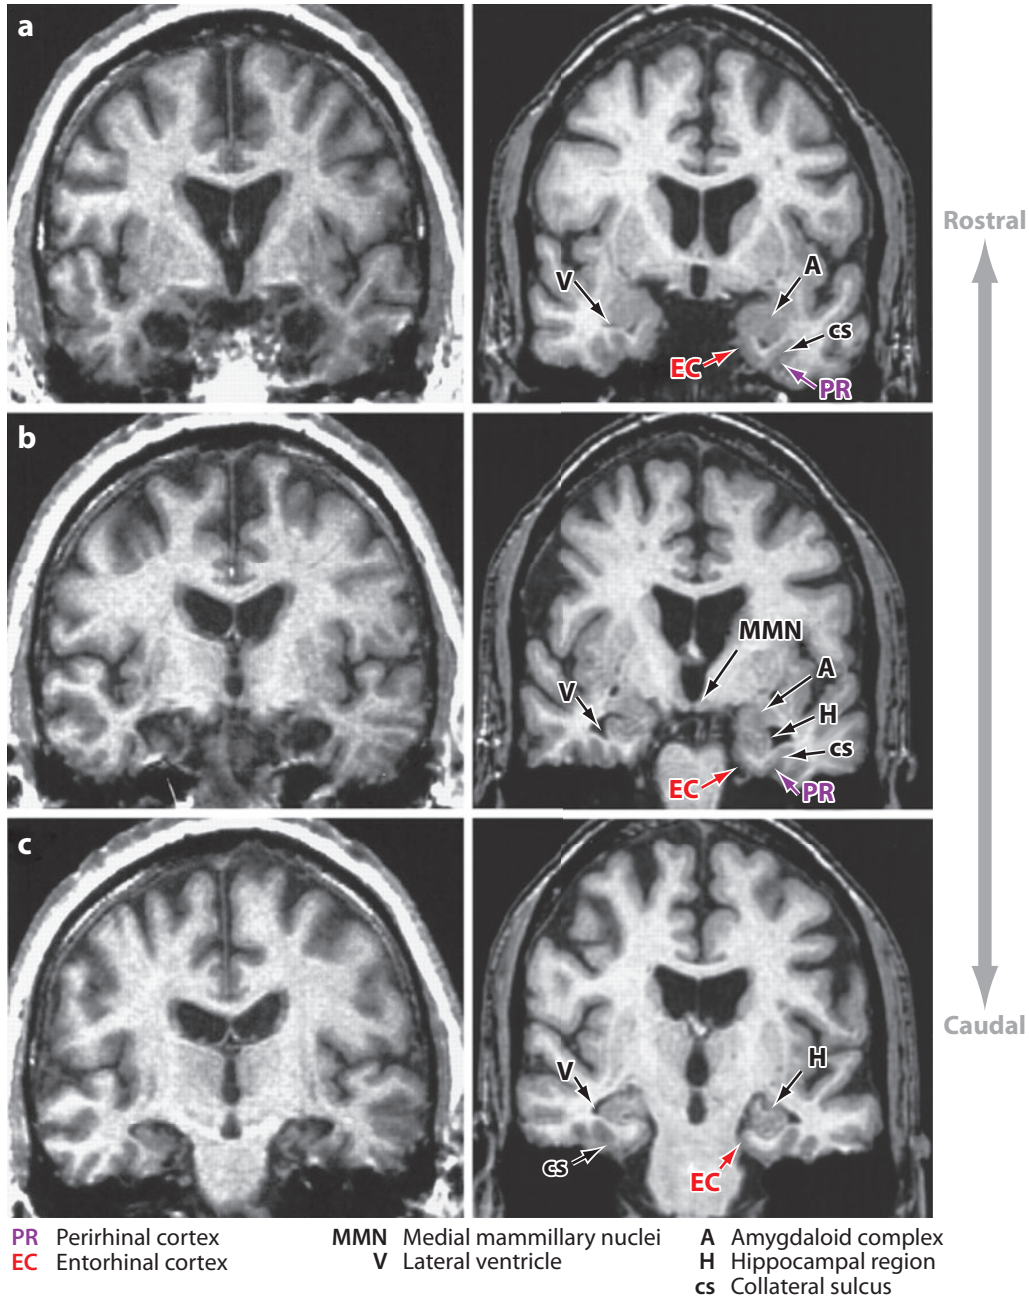 a
V
A
cs
EC
PR
Rostral
b
MMN
V
A
H
cs
EC
PR
c
V
H
cs
EC
Caudal
PR Perirhinal cortex
EC Entorhinal cortex
MMN Medial mammillary nuclei
V Lateral ventricle
A Amygdaloid complex
H Hippocampal region
cs Collateral sulcus